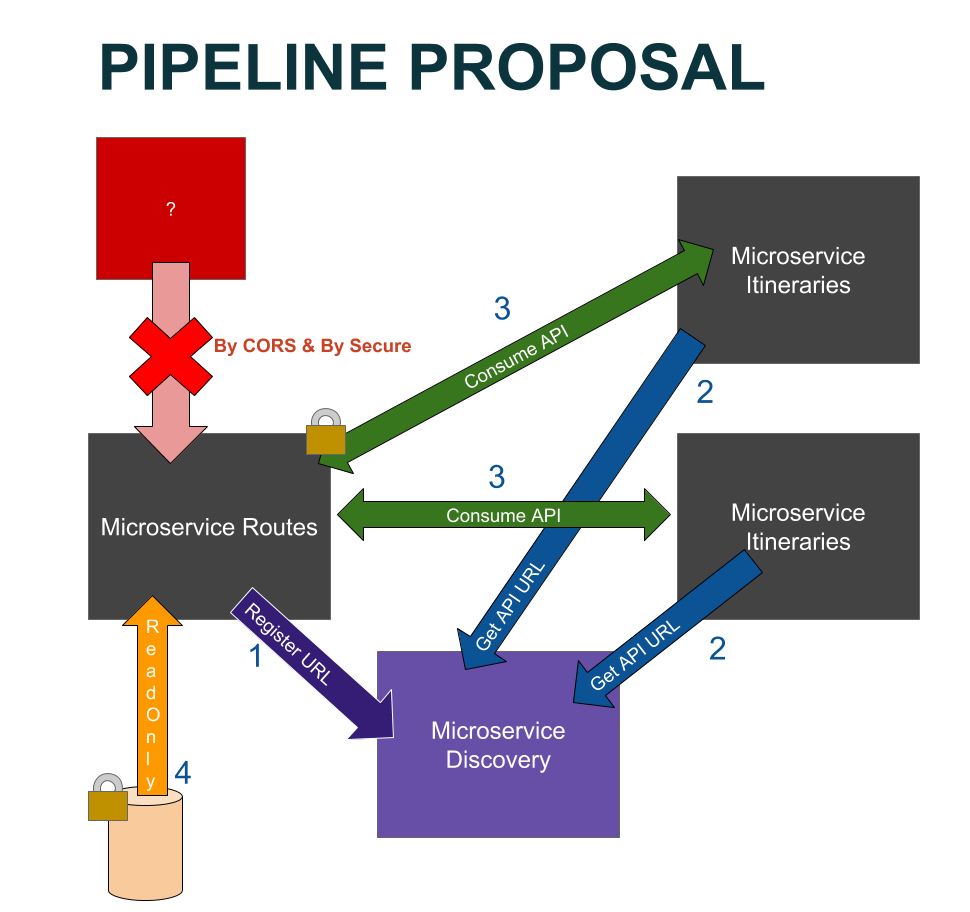 PIPELINE PROPOSAL
?
By CORS & By Secure
Microservice
Itineraries
3
Consume API
2
Microservice Routes
3
Consume API
Microservice
Itineraries
Get API URL
Get API URL
2
Register URL
1
ReadOnly
4
Microservice
Discovery